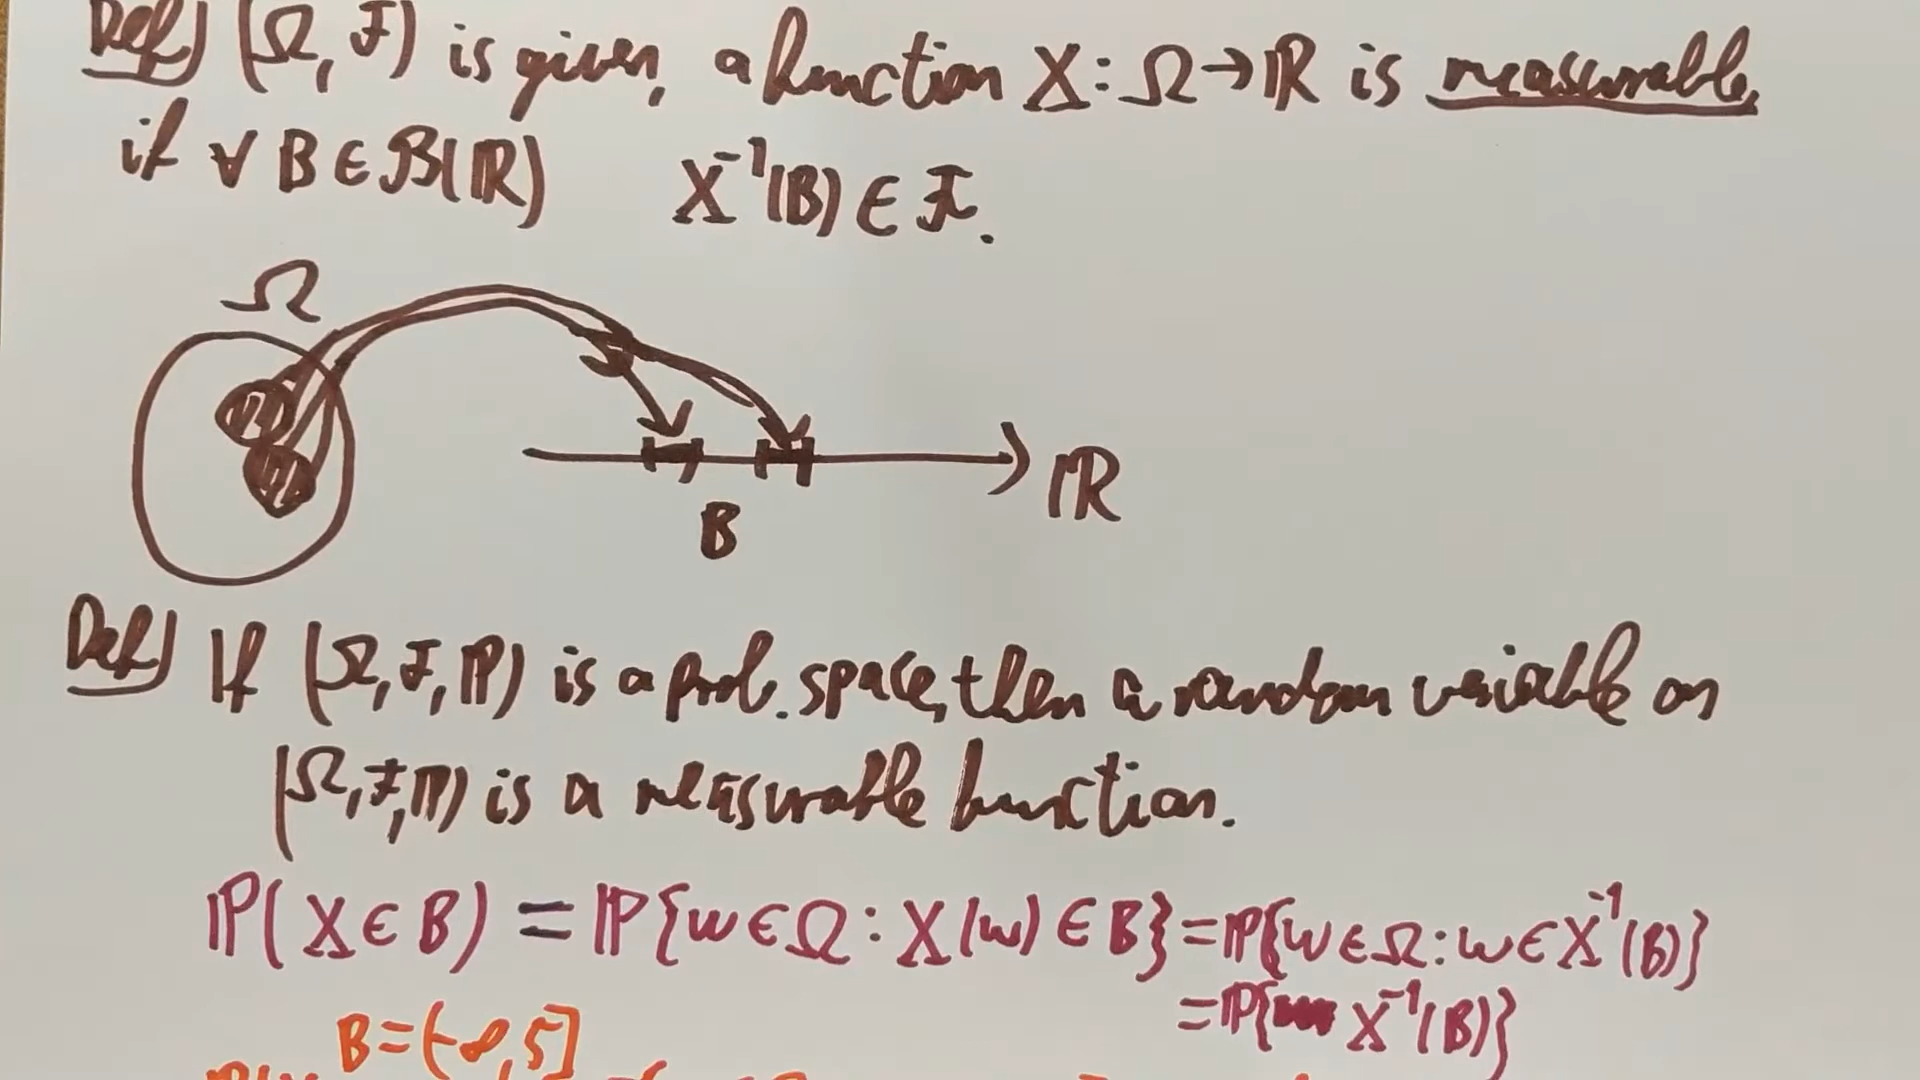 Def) (Ω, F) is given, a function X: Ω→ℝ is measurable,
if ∀ B ∈ ℬ(ℝ) X⁻¹(B) ∈ F.
Ω
ℝ
B
Def) If (Ω, F, ℙ) is a prob. space, then a random variable on
(Ω, F, ℙ) is a measurable function.
ℙ(X ∈ B) = ℙ{ω ∈ Ω : X(ω) ∈ B} = ℙ{ω ∈ Ω : ω ∈ X⁻¹(B)}
= ℙ{X⁻¹(B)}
B = (-∞, 5]